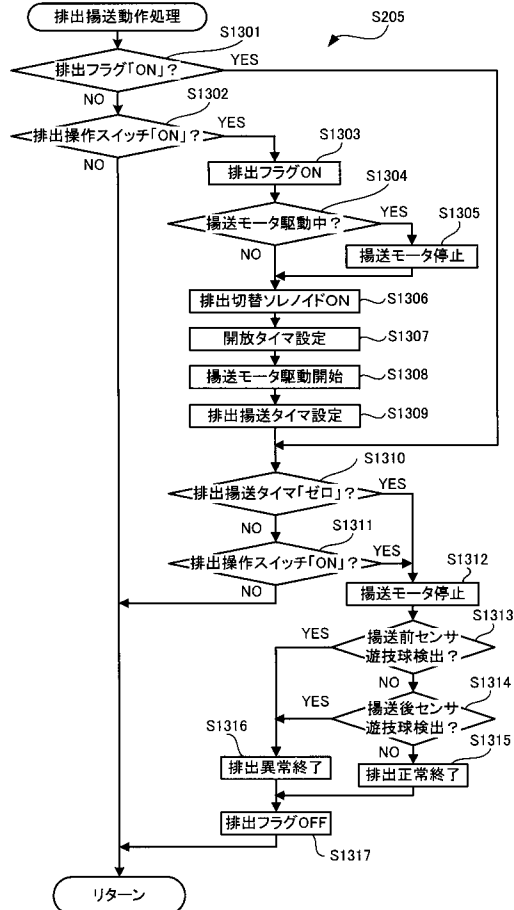 排出揚送動作処理
S205
S1301
排出フラグ「ON」?
YES
NO
S1302
排出操作スイッチ「ON」?
YES
NO
S1303
排出フラグON
S1304
揚送モータ駆動中?
YES
S1305
NO
揚送モータ停止
排出切替ソレノイドON
S1306
開放タイマ設定
S1307
揚送モータ駆動開始
S1308
排出揚送タイマ設定
S1309
S1310
排出揚送タイマ「ゼロ」?
YES
NO
S1311
排出操作スイッチ「ON」?
YES
NO
S1312
揚送モータ停止
S1313
YES
揚送前センサ
遊技球検出?
NO
S1314
YES
揚送後センサ
遊技球検出?
S1316
NO
S1315
排出異常終了
排出正常終了
排出フラグOFF
S1317
リターン